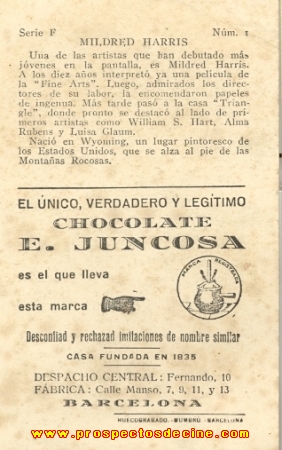 Serie F Núm. 1
MILDRED HARRIS
Una de las artistas que han debutado más
jóvenes en la pantalla, es Mildred Harris.
A los diez años interpretó ya una película de
la "Fine Arts". Luego, admirados los direc-
tores de su labor, la encomendaron papeles
de ingenua. Más tarde pasó a la casa "Trian-
gle", donde pronto se destacó al lado de pri-
meros artistas como William S. Hart, Alma
Rubens y Luisa Glaum.
Nació en Wyoming, un lugar pintoresco de
los Estados Unidos, que se alza al pie de las
Montañas Rocosas.
EL ÚNICO, VERDADERO Y LEGÍTIMO
CHOCOLATE
E. JUNCOSA
es el que lleva
esta marca
MARCA REGISTRADA
Desconfiad y rechazad imitaciones de nombre similar
CASA FUNDADA EN 1835
DESPACHO CENTRAL: Fernando, 10
FÁBRICA: Calle Manso, 7, 9, 11, y 13
BARCELONA
HUECOGRABADO.-MUMBRÚ-BARCELONA
www.prospectosdecine.com